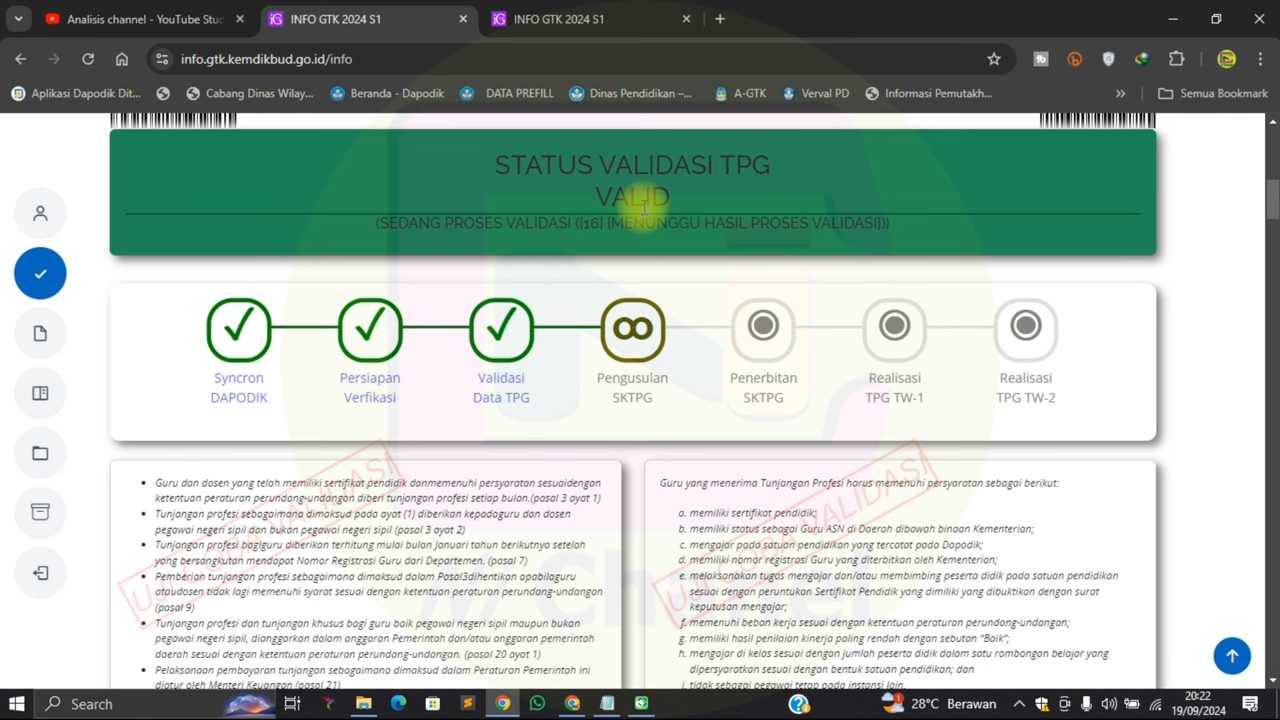 Analisis channel - YouTube Stu
INFO GTK 2024 S1
INFO GTK 2024 S1
info.gtk.kemdikbud.go.id/info
Aplikasi Dapodik Dit...
Cabang Dinas Wilay...
Beranda - Dapodik
DATA PREFILL
Dinas Pendidikan –...
A-GTK
Verval PD
Informasi Pemutakh...
Semua Bookmark
STATUS VALIDASI TPG
VALID
(SEDANG PROSES VALIDASI ([16] [MENUNGGU HASIL PROSES VALIDASI]))
Syncron
DAPODIK
Persiapan
Verfikasi
Validasi
Data TPG
Pengusulan
SKTPG
Penerbitan
SKTPG
Realisasi
TPG TW-1
Realisasi
TPG TW-2
Guru dan dosen yang telah memiliki sertifikat pendidik danmemenuhi persyaratan sesuaidengan
ketentuan peraturan perundang-undangan diberi tunjangan profesi setiap bulan.(pasal 3 ayat 1)
Tunjangan profesi sebagaimana dimaksud pada ayat (1) diberikan kepadaguru dan dosen
pegawai negeri sipil dan bukan pegawai negeri sipil (pasal 3 ayat 2)
Tunjangan profesi bagiguru diberikan terhitung mulai bulan Januari tahun berikutnya setelah
yang bersangkutan mendapat Nomor Registrasi Guru dari Departemen. (pasal 7)
Pemberian tunjangan profesi sebagaimana dimaksud dalam Pasal3dihentikan apabilaguru
ataudosen tidak lagi memenuhi syarat sesuai dengan ketentuan peraturan perundang-undangan
(pasal 9)
Tunjangan profesi dan tunjangan khusus bagi guru baik pegawai negeri sipil maupun bukan
pegawai negeri sipil, dianggarkan dalam anggaran Pemerintah dan/atau anggaran pemerintah
daerah sesuai dengan ketentuan peraturan perundang-undangan. (pasal 20 ayat 1)
Pelaksanaan pembayaran tunjangan sebagaimana dimaksud dalam Peraturan Pemerintah ini
diatur oleh Menteri Keuangan (pasal 21)
UJI COBA VALIDASI
Guru yang menerima Tunjangan Profesi harus memenuhi persyaratan sebagai berikut:
a. memiliki sertifikat pendidik;
b. memiliki status sebagai Guru ASN di Daerah dibawah binaan Kementerian;
c. mengajar pada satuan pendidikan yang tercatat pada Dapodik;
d. memiliki nomor registrasi Guru yang diterbitkan oleh Kementerian;
e. melaksanakan tugas mengajar dan/atau membimbing peserta didik pada satuan pendidikan
sesuai dengan peruntukan Sertifikat Pendidik yang dimiliki yang dibuktikan dengan surat
keputusan mengajar;
f. memenuhi beban kerja sesuai dengan ketentuan peraturan perundang-undangan;
g. memiliki hasil penilaian kinerja paling rendah dengan sebutan "Baik";
h. mengajar di kelas sesuai dengan jumlah peserta didik dalam satu rombongan belajar yang
dipersyaratkan sesuai dengan bentuk satuan pendidikan; dan
i. tidak sebagai pegawai tetap pada instansi lain.
UJI COBA VALIDASI
Search
28°C Berawan
20:22
19/09/2024